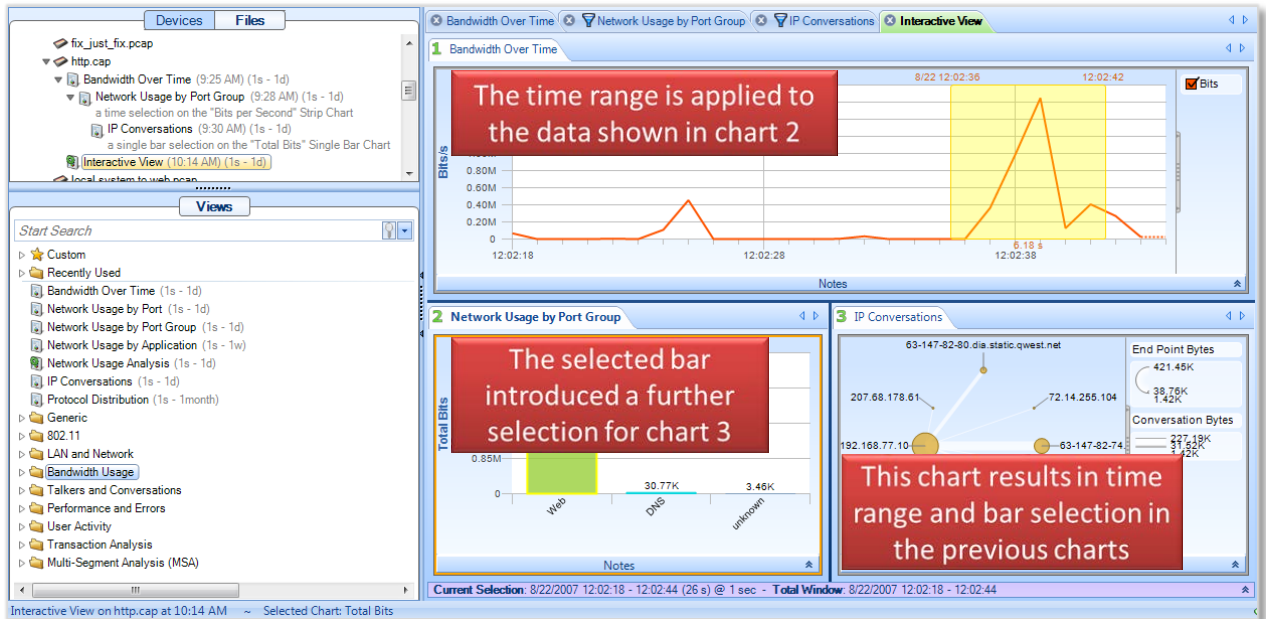 Devices
Files
fix_just_fix.pcap
http.cap
Bandwidth Over Time (9:25 AM) (1s - 1d)
Network Usage by Port Group (9:28 AM) (1s - 1d)
a time selection on the "Bits per Second" Strip Chart
IP Conversations (9:30 AM) (1s - 1d)
a single bar selection on the "Total Bits" Single Bar Chart
Interactive View (10:14 AM) (1s - 1d)
local system to web.pcap
Views
Start Search
Custom
Recently Used
Bandwidth Over Time (1s - 1d)
Network Usage by Port (1s - 1d)
Network Usage by Port Group (1s - 1d)
Network Usage by Application (1s - 1w)
Network Usage Analysis (1s - 1d)
IP Conversations (1s - 1d)
Protocol Distribution (1s - 1month)
Generic
802.11
LAN and Network
Bandwidth Usage
Talkers and Conversations
Performance and Errors
User Activity
Transaction Analysis
Multi-Segment Analysis (MSA)
Bandwidth Over Time
Network Usage by Port Group
IP Conversations
Interactive View
1 Bandwidth Over Time
The time range is applied to
the data shown in chart 2
8/22 12:02:36
12:02:42
Bits
Bits/s
0.80M
0.60M
0.40M
0.20M
0
6.18 s
12:02:18
12:02:28
12:02:38
Notes
2 Network Usage by Port Group
The selected bar
introduced a further
selection for chart 3
Total Bits
0.85M
0
30.77K
3.46K
Web
DNS
unknown
Notes
3 IP Conversations
63-147-82-80.dia.static.qwest.net
207.68.178.61
72.14.255.104
192.168.77.10
63-147-82-74.
End Point Bytes
421.45K
38.76K
1.42K
Conversation Bytes
227.19K
31.52K
1.42K
This chart results in time
range and bar selection in
the previous charts
Current Selection: 8/22/2007 12:02:18 - 12:02:44 (26 s) @ 1 sec - Total Window: 8/22/2007 12:02:18 - 12:02:44
Interactive View on http.cap at 10:14 AM ~ Selected Chart: Total Bits